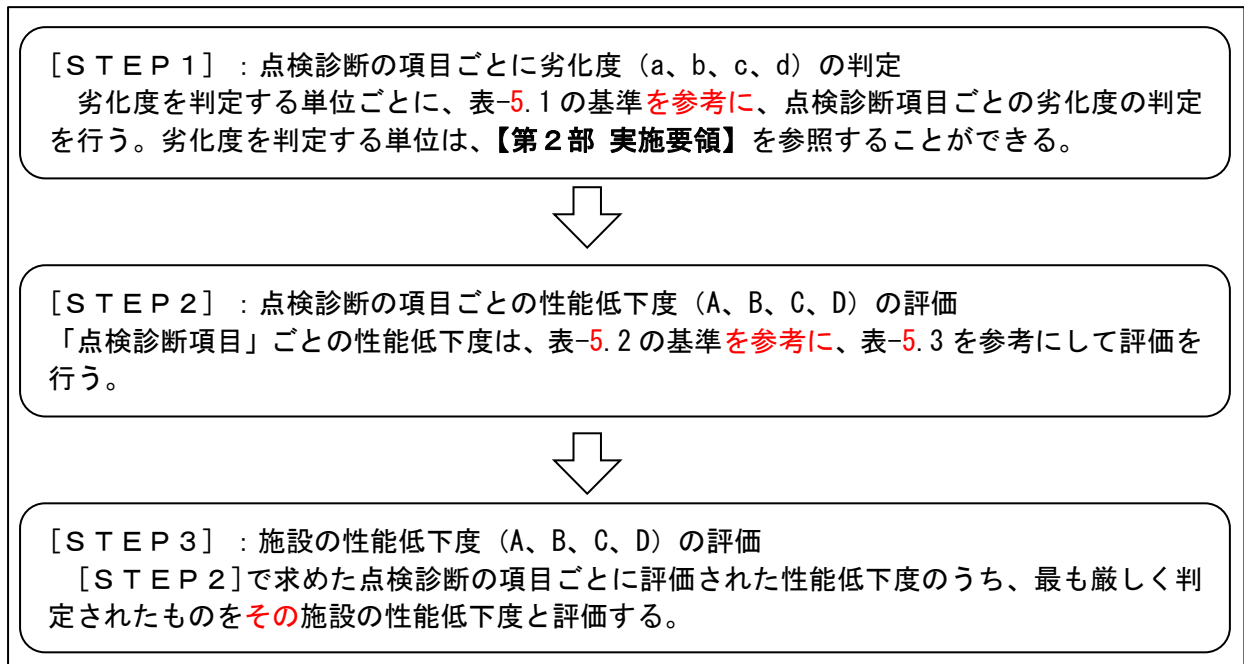 [ＳＴＥＰ１]：点検診断の項目ごとに劣化度（a、b、c、d）の判定
劣化度を判定する単位ごとに、表-5.1の基準を参考に、点検診断項目ごとの劣化度の判定
を行う。劣化度を判定する単位は、【第２部 実施要領】を参照することができる。
[ＳＴＥＰ２]：点検診断の項目ごとの性能低下度（A、B、C、D）の評価
「点検診断項目」ごとの性能低下度は、表-5.2の基準を参考に、表-5.3を参考にして評価を
行う。
[ＳＴＥＰ３]：施設の性能低下度（A、B、C、D）の評価
[ＳＴＥＰ２]で求めた点検診断の項目ごとに評価された性能低下度のうち、最も厳しく判
定されたものをその施設の性能低下度と評価する。